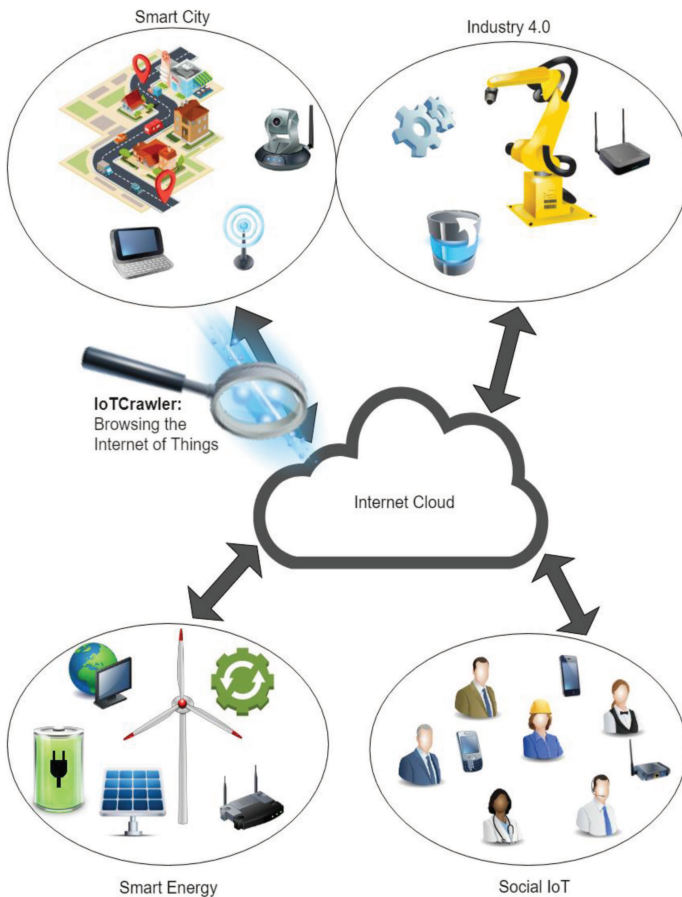 Smart City
Industry 4.0
IoTCrawler:
Browsing the
Internet of Things
Internet Cloud
Smart Energy
Social IoT